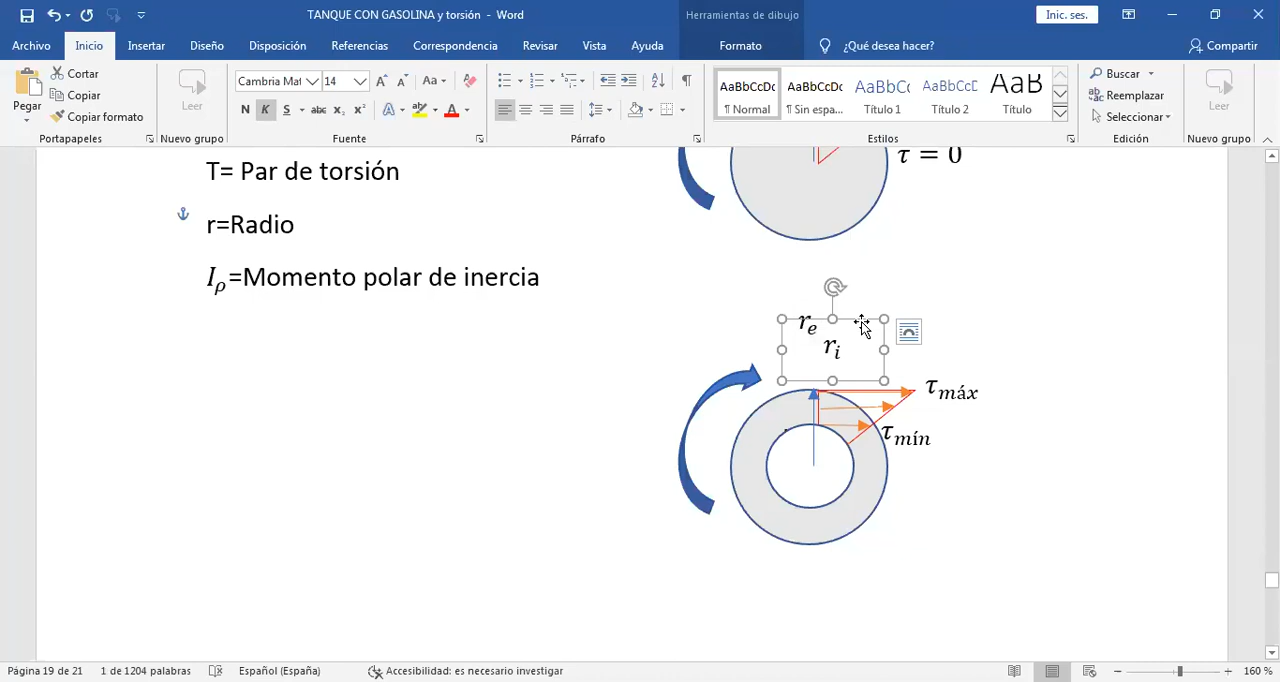 TANQUE CON GASOLINA y torsión - Word
Herramientas de dibujo
Inic. ses.
Archivo Inicio Insertar Diseño Disposición Referencias Correspondencia Revisar Vista Ayuda Formato ¿Qué desea hacer? Compartir
Pegar
Cortar
Copiar
Copiar formato
Portapapeles
Leer
Nuevo grupo
Cambria Mat 14
N K S abc x₂ x²
Fuente
Párrafo
AaBbCcDc AaBbCcDc AaBbCc AaBbCcD AaB
¶ Normal ¶ Sin espa... Título 1 Título 2 Título
Estilos
Buscar
Reemplazar
Seleccionar
Edición
Leer
Nuevo grupo
T= Par de torsión
r=Radio
I_ρ=Momento polar de inercia
τ = 0
r_e
r_i
τ_máx
τ_mín
Página 19 de 21 1 de 1204 palabras Español (España) Accesibilidad: es necesario investigar 160 %